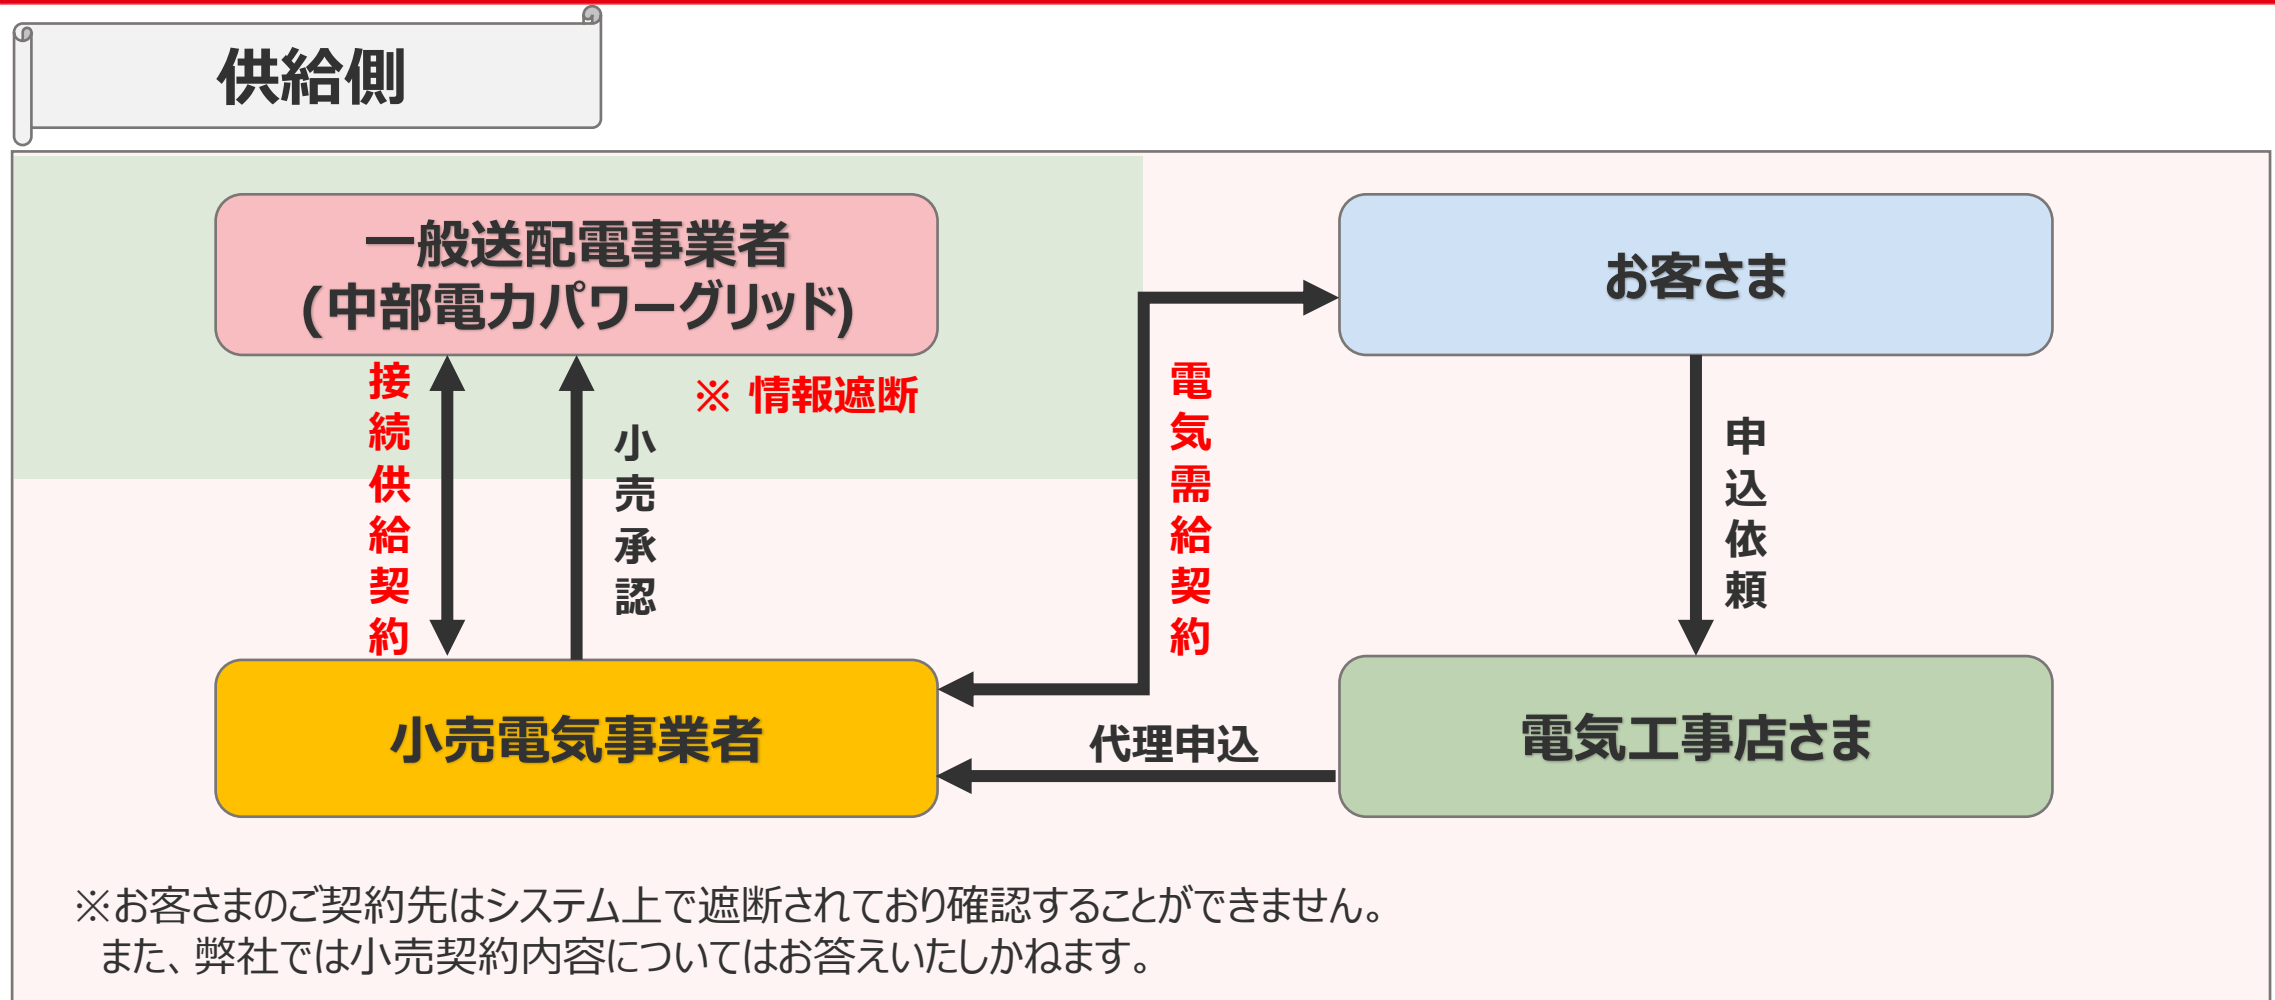 供給側
一般送配電事業者
(中部電力パワーグリッド)
お客さま
接続供給契約
小売承認
※ 情報遮断
電気需給契約
申込依頼
小売電気事業者
代理申込
電気工事店さま
※お客さまのご契約先はシステム上で遮断されており確認することができません。
また、弊社では小売契約内容についてはお答えいたしかねます。